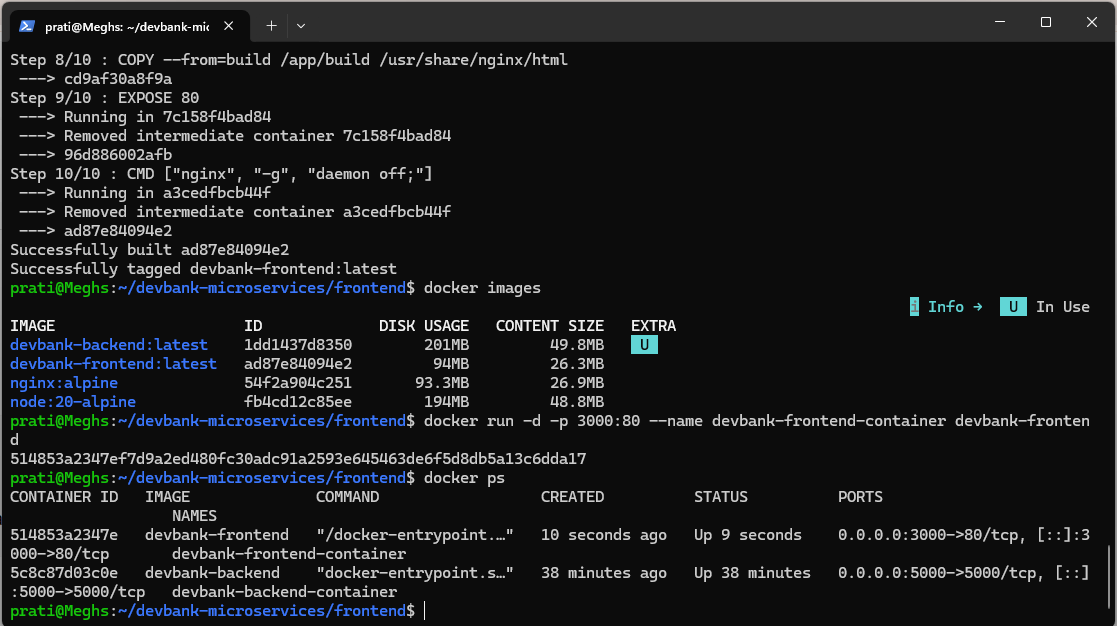 prati@Meghs: ~/devbank-mic
Step 8/10 : COPY --from=build /app/build /usr/share/nginx/html
 ---> cd9af30a8f9a
Step 9/10 : EXPOSE 80
 ---> Running in 7c158f4bad84
 ---> Removed intermediate container 7c158f4bad84
 ---> 96d886002afb
Step 10/10 : CMD ["nginx", "-g", "daemon off;"]
 ---> Running in a3cedfbcb44f
 ---> Removed intermediate container a3cedfbcb44f
 ---> ad87e84094e2
Successfully built ad87e84094e2
Successfully tagged devbank-frontend:latest
prati@Meghs:~/devbank-microservices/frontend$ docker images
i Info → U In Use
IMAGE ID DISK USAGE CONTENT SIZE EXTRA
devbank-backend:latest 1dd1437d8350 201MB 49.8MB U
devbank-frontend:latest ad87e84094e2 94MB 26.3MB
nginx:alpine 54f2a904c251 93.3MB 26.9MB
node:20-alpine fb4cd12c85ee 194MB 48.8MB
prati@Meghs:~/devbank-microservices/frontend$ docker run -d -p 3000:80 --name devbank-frontend-container devbank-fronten
d
514853a2347ef7d9a2ed480fc30adc91a2593e645463de6f5d8db5a13c6dda17
prati@Meghs:~/devbank-microservices/frontend$ docker ps
CONTAINER ID IMAGE COMMAND CREATED STATUS PORTS
NAMES
514853a2347e devbank-frontend "/docker-entrypoint.…" 10 seconds ago Up 9 seconds 0.0.0.0:3000->80/tcp, [::]:3
000->80/tcp devbank-frontend-container
5c8c87d03c0e devbank-backend "docker-entrypoint.s…" 38 minutes ago Up 38 minutes 0.0.0.0:5000->5000/tcp, [::]
:5000->5000/tcp devbank-backend-container
prati@Meghs:~/devbank-microservices/frontend$